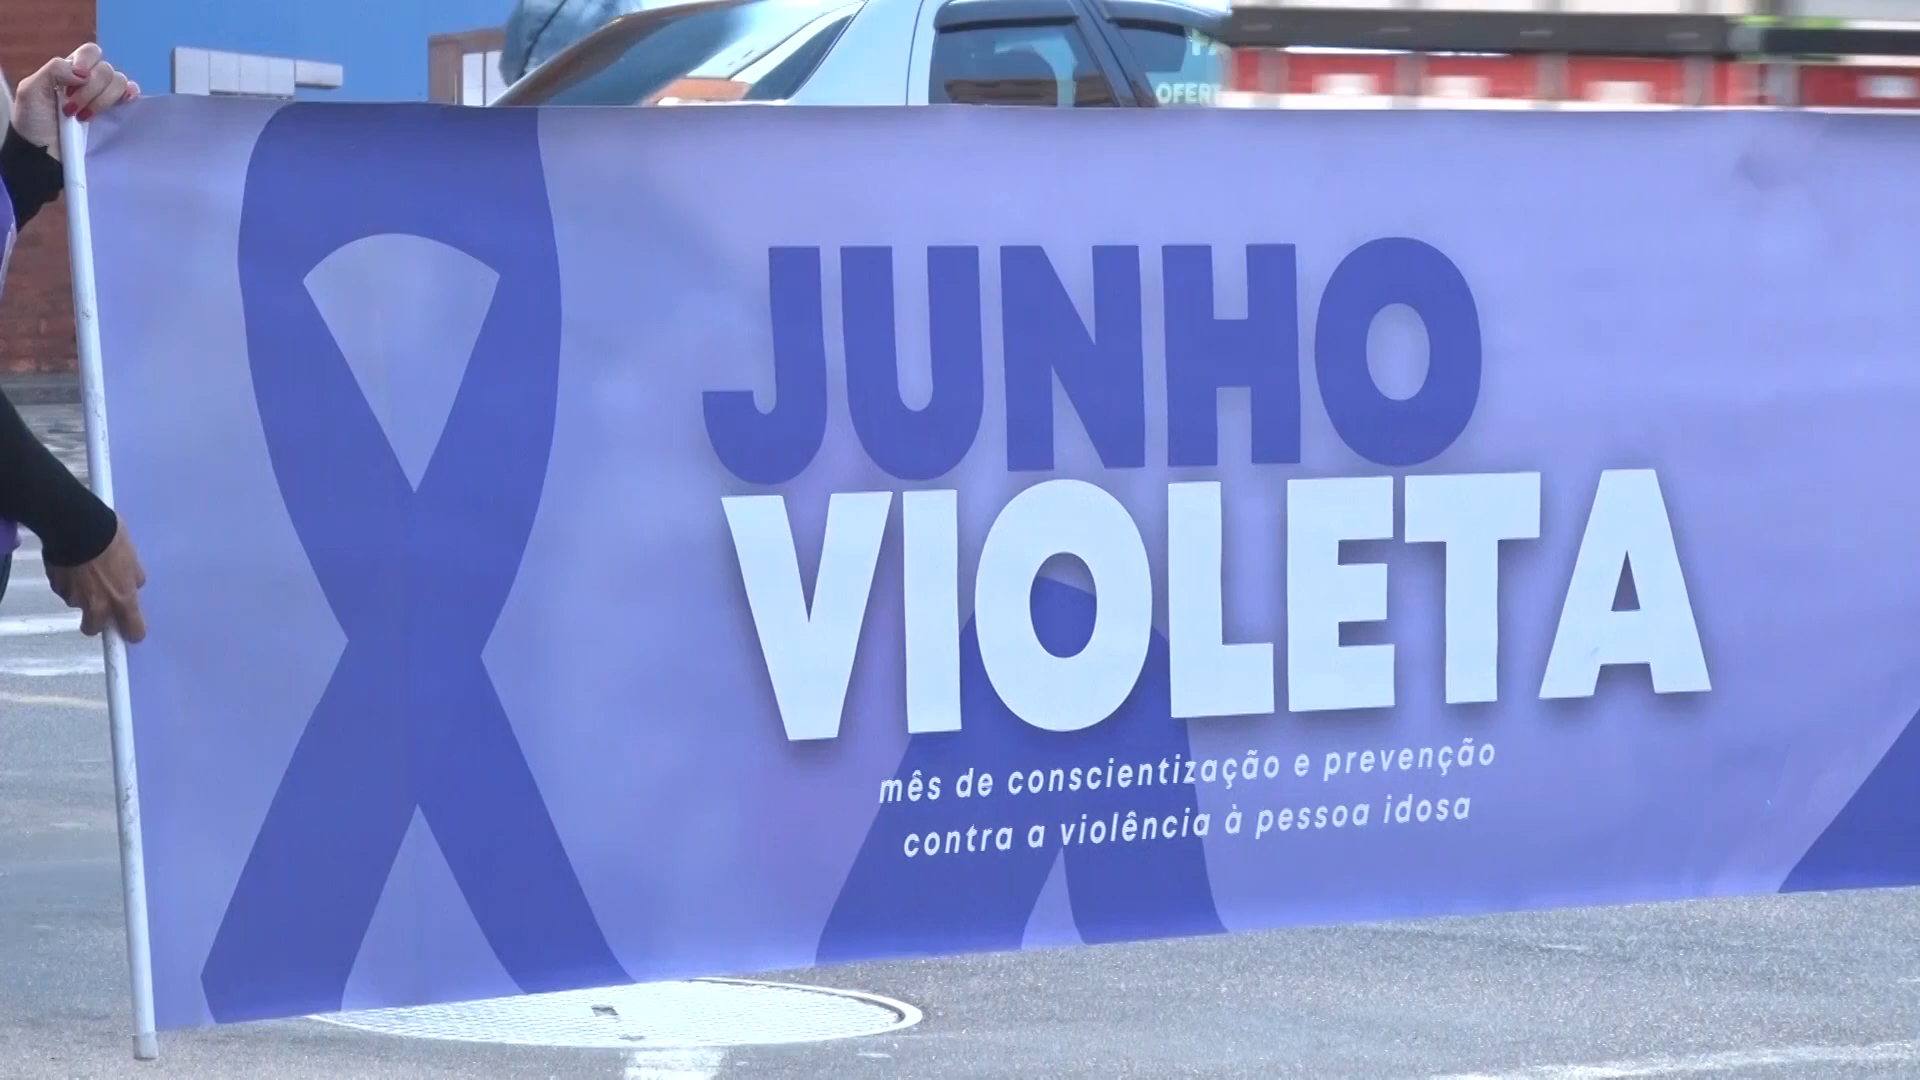 JUNHO
VIOLETA
mês de conscientização e prevenção
contra a violência à pessoa idosa